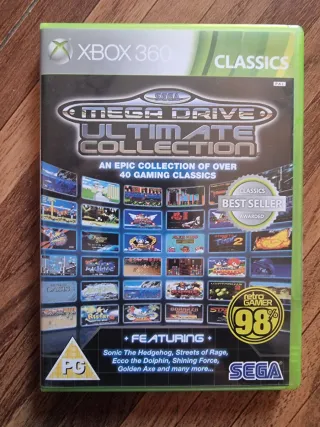 XBOX 360
CLASSICS
SEGA
MEGA DRIVE
ULTIMATE
COLLECTION
AN EPIC COLLECTION OF OVER
40 GAMING CLASSICS
CLASSICS
BEST SELLER
AWARDED
retro
GAMER
98%
• FEATURING •
Sonic The Hedgehog, Streets of Rage,
Ecco the Dolphin, Shining Force,
Golden Axe and many more...
PG
SEGA